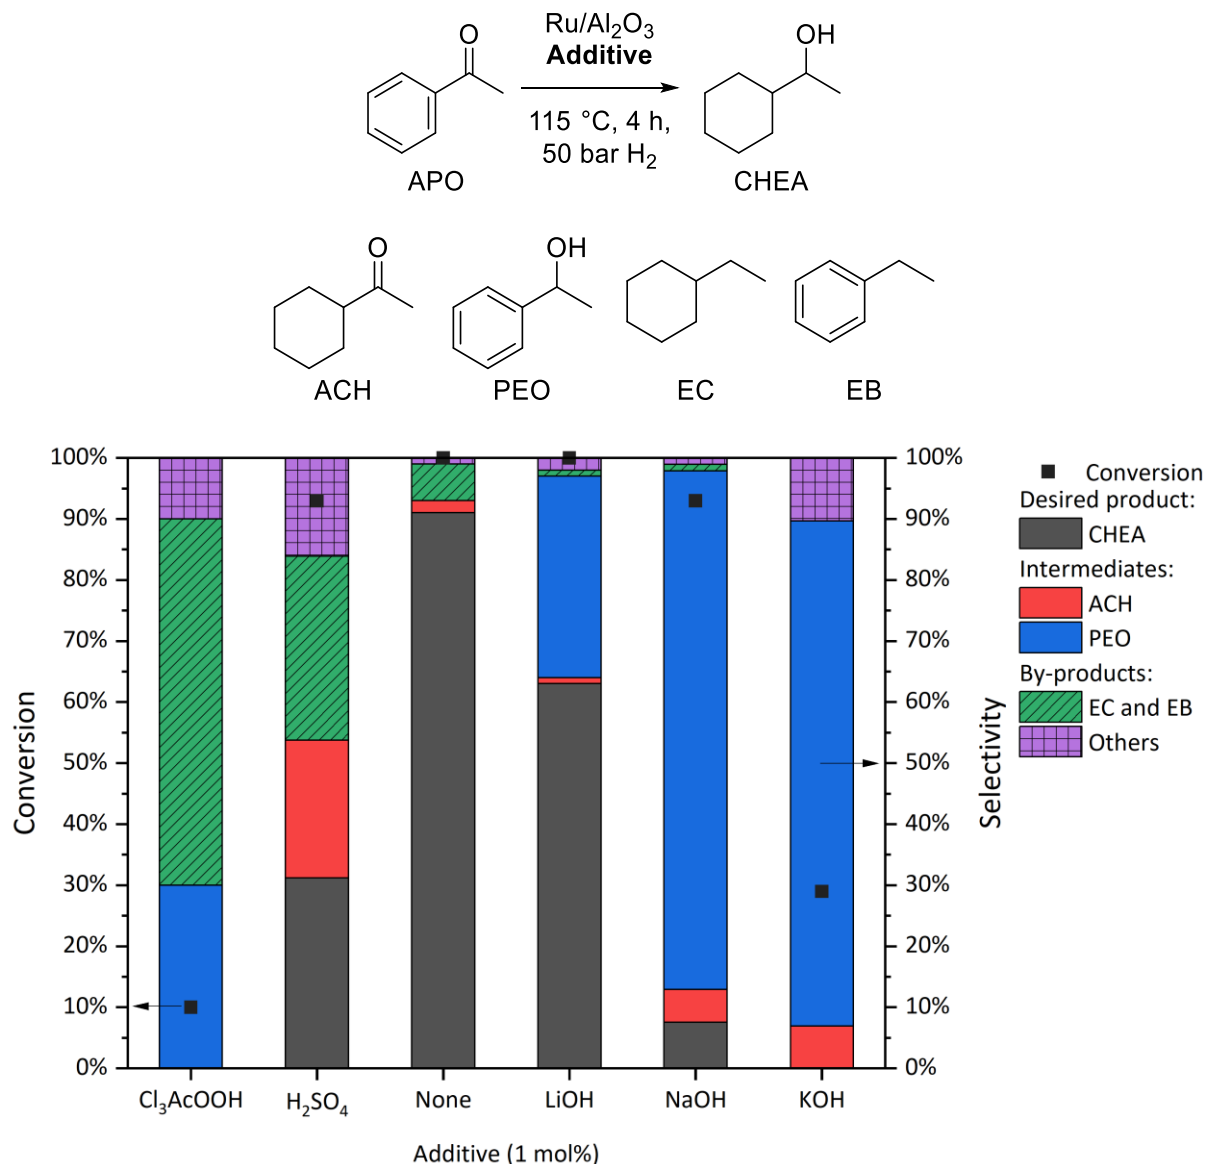 O
Ru/Al₂O₃
OH
Additive
115 °C, 4 h,
50 bar H₂
APO
CHEA
O
OH
ACH
PEO
EC
EB
100%
90%
80%
70%
60%
50%
40%
30%
20%
10%
0%
Conversion
100%
90%
80%
70%
60%
50%
40%
30%
20%
10%
0%
Selectivity
Conversion
Desired product:
CHEA
Intermediates:
ACH
PEO
By-products:
EC and EB
Others
Cl₃AcOOH
H₂SO₄
None
LiOH
NaOH
KOH
Additive (1 mol%)